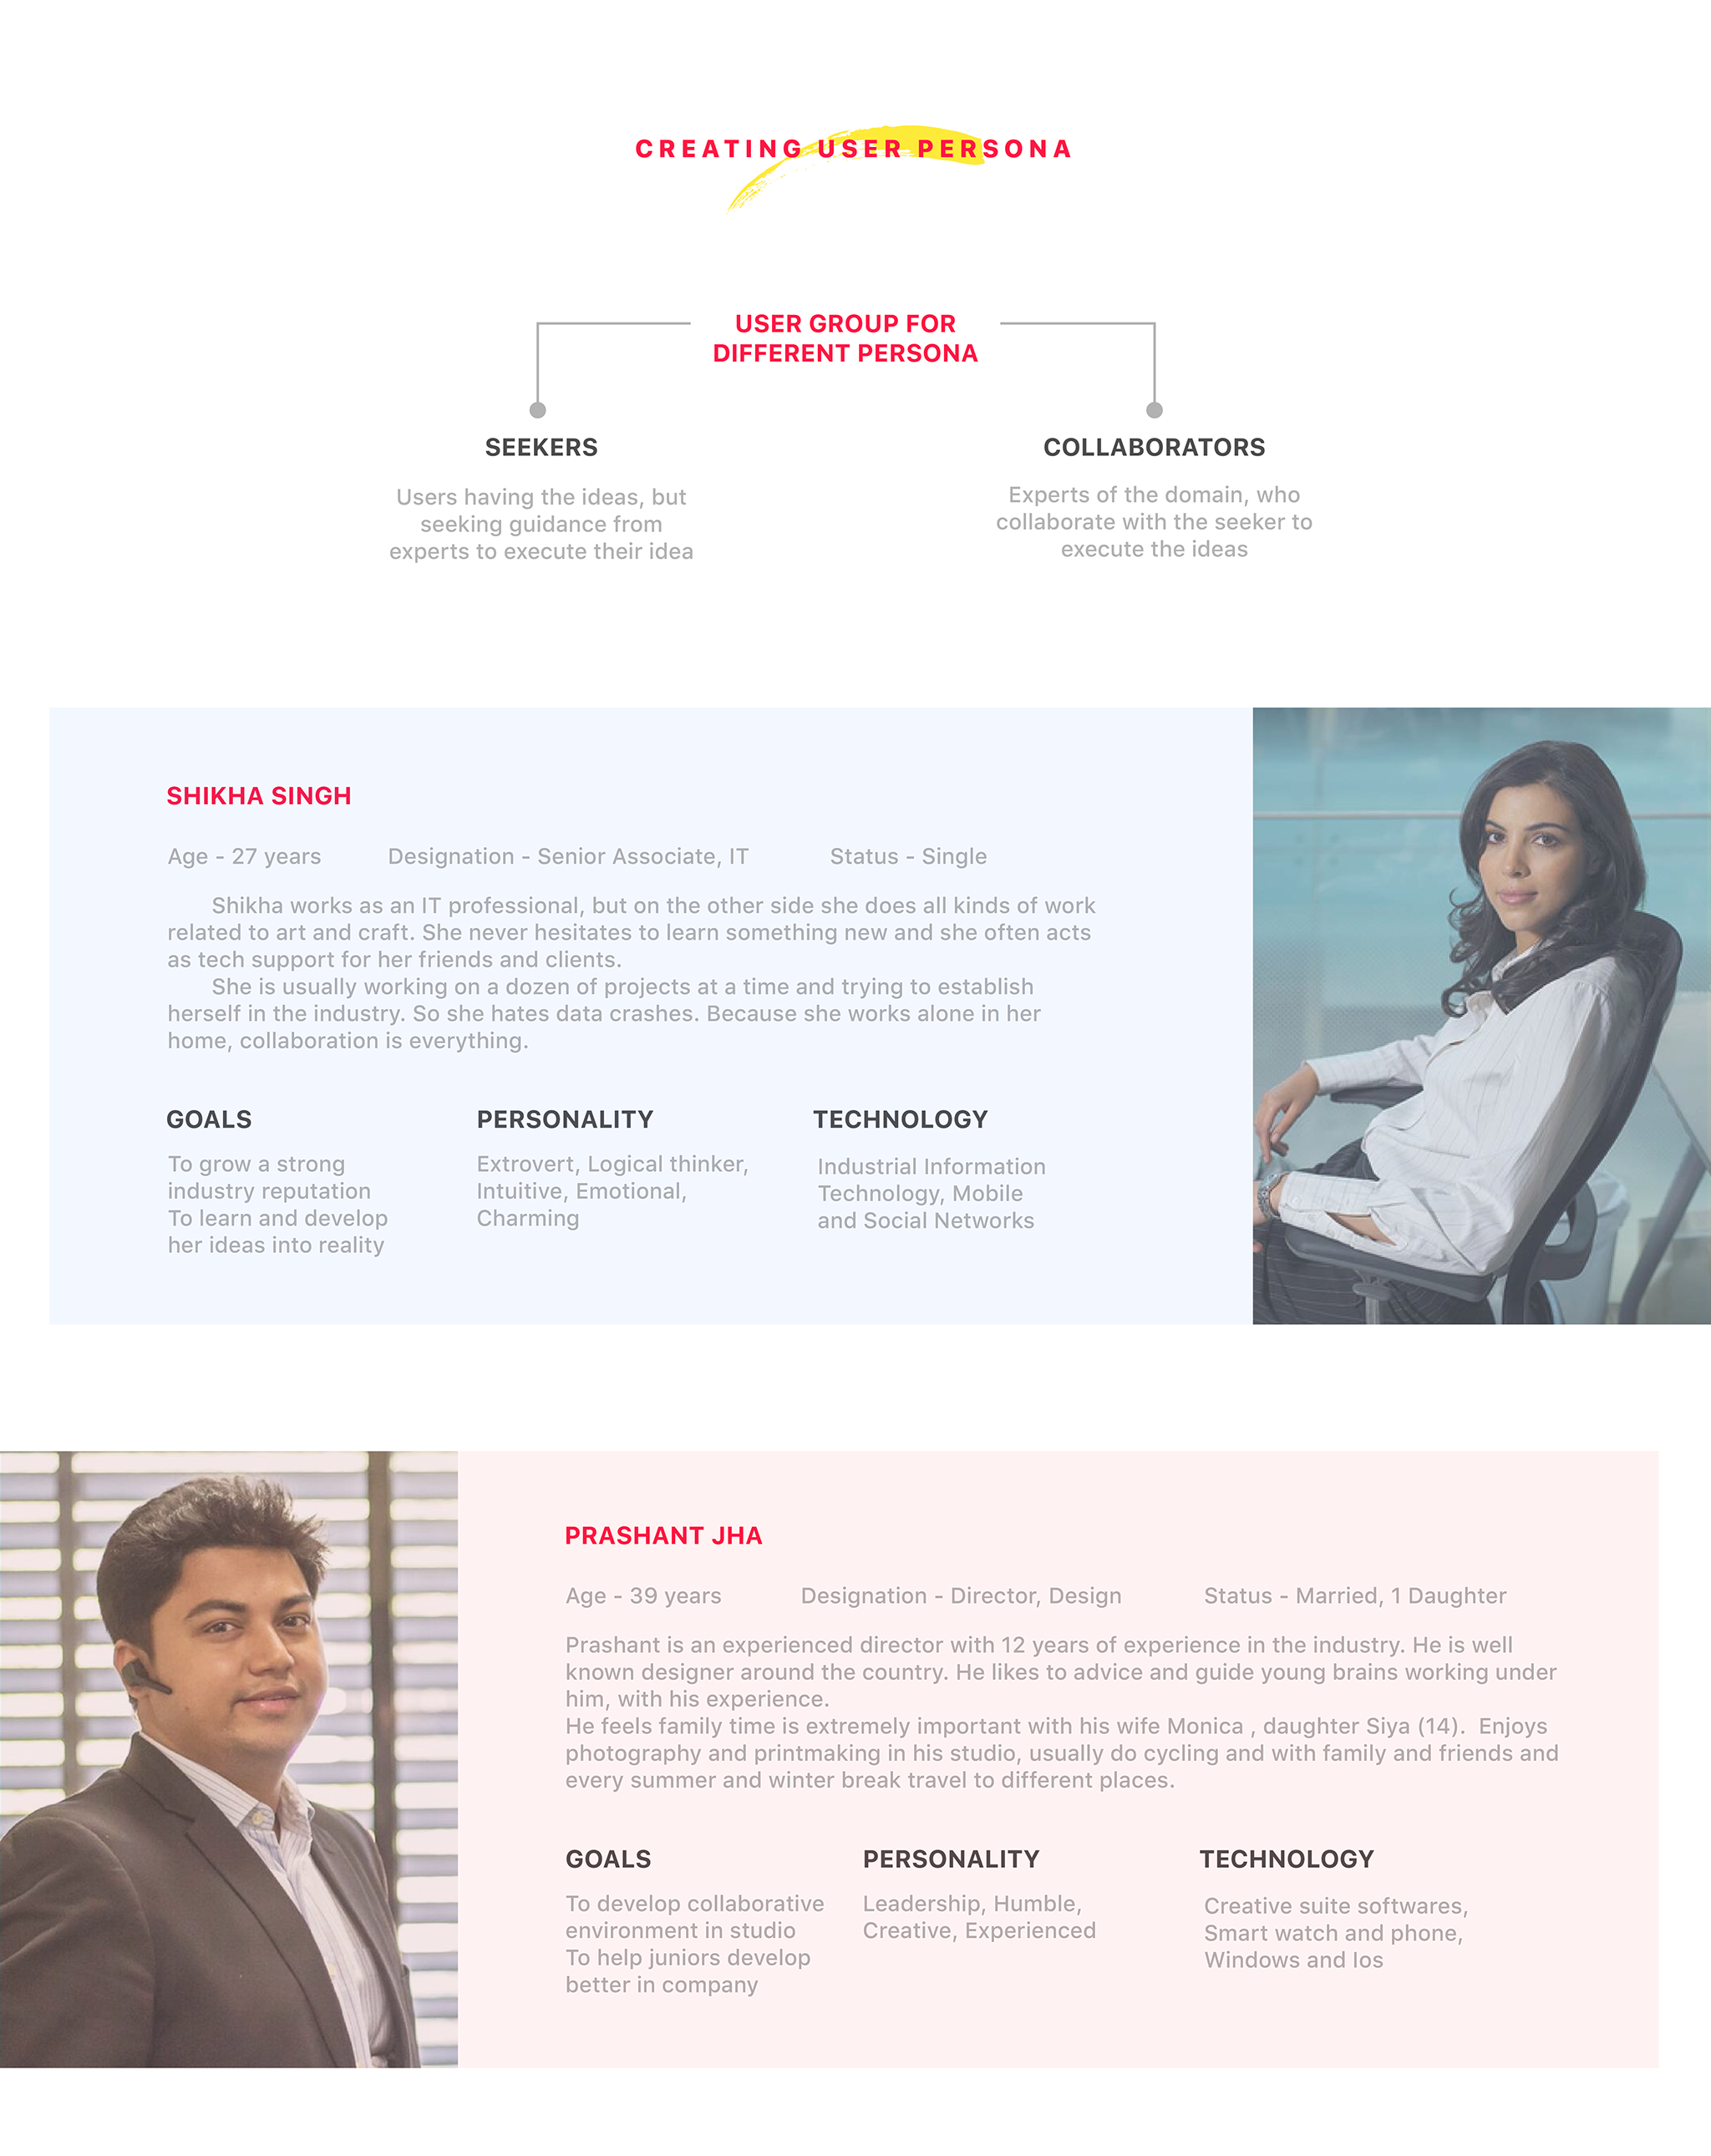 CREATING USER PERSONA
USER GROUP FOR
DIFFERENT PERSONA
SEEKERS
Users having the ideas, but
seeking guidance from
experts to execute their idea
COLLABORATORS
Experts of the domain, who
collaborate with the seeker to
execute the ideas
SHIKHA SINGH
Age - 27 years
Designation - Senior Associate, IT
Status - Single
Shikha works as an IT professional, but on the other side she does all kinds of work
related to art and craft. She never hesitates to learn something new and she often acts
as tech support for her friends and clients.
She is usually working on a dozen of projects at a time and trying to establish
herself in the industry. So she hates data crashes. Because she works alone in her
home, collaboration is everything.
GOALS
To grow a strong
industry reputation
To learn and develop
her ideas into reality
PERSONALITY
Extrovert, Logical thinker,
Intuitive, Emotional,
Charming
TECHNOLOGY
Industrial Information
Technology, Mobile
and Social Networks
PRASHANT JHA
Age - 39 years
Designation - Director, Design
Status - Married, 1 Daughter
Prashant is an experienced director with 12 years of experience in the industry. He is well
known designer around the country. He likes to advice and guide young brains working under
him, with his experience.
He feels family time is extremely important with his wife Monica , daughter Siya (14).  Enjoys
photography and printmaking in his studio, usually do cycling and with family and friends and
every summer and winter break travel to different places.
GOALS
To develop collaborative
environment in studio
To help juniors develop
better in company
PERSONALITY
Leadership, Humble,
Creative, Experienced
TECHNOLOGY
Creative suite softwares,
Smart watch and phone,
Windows and Ios